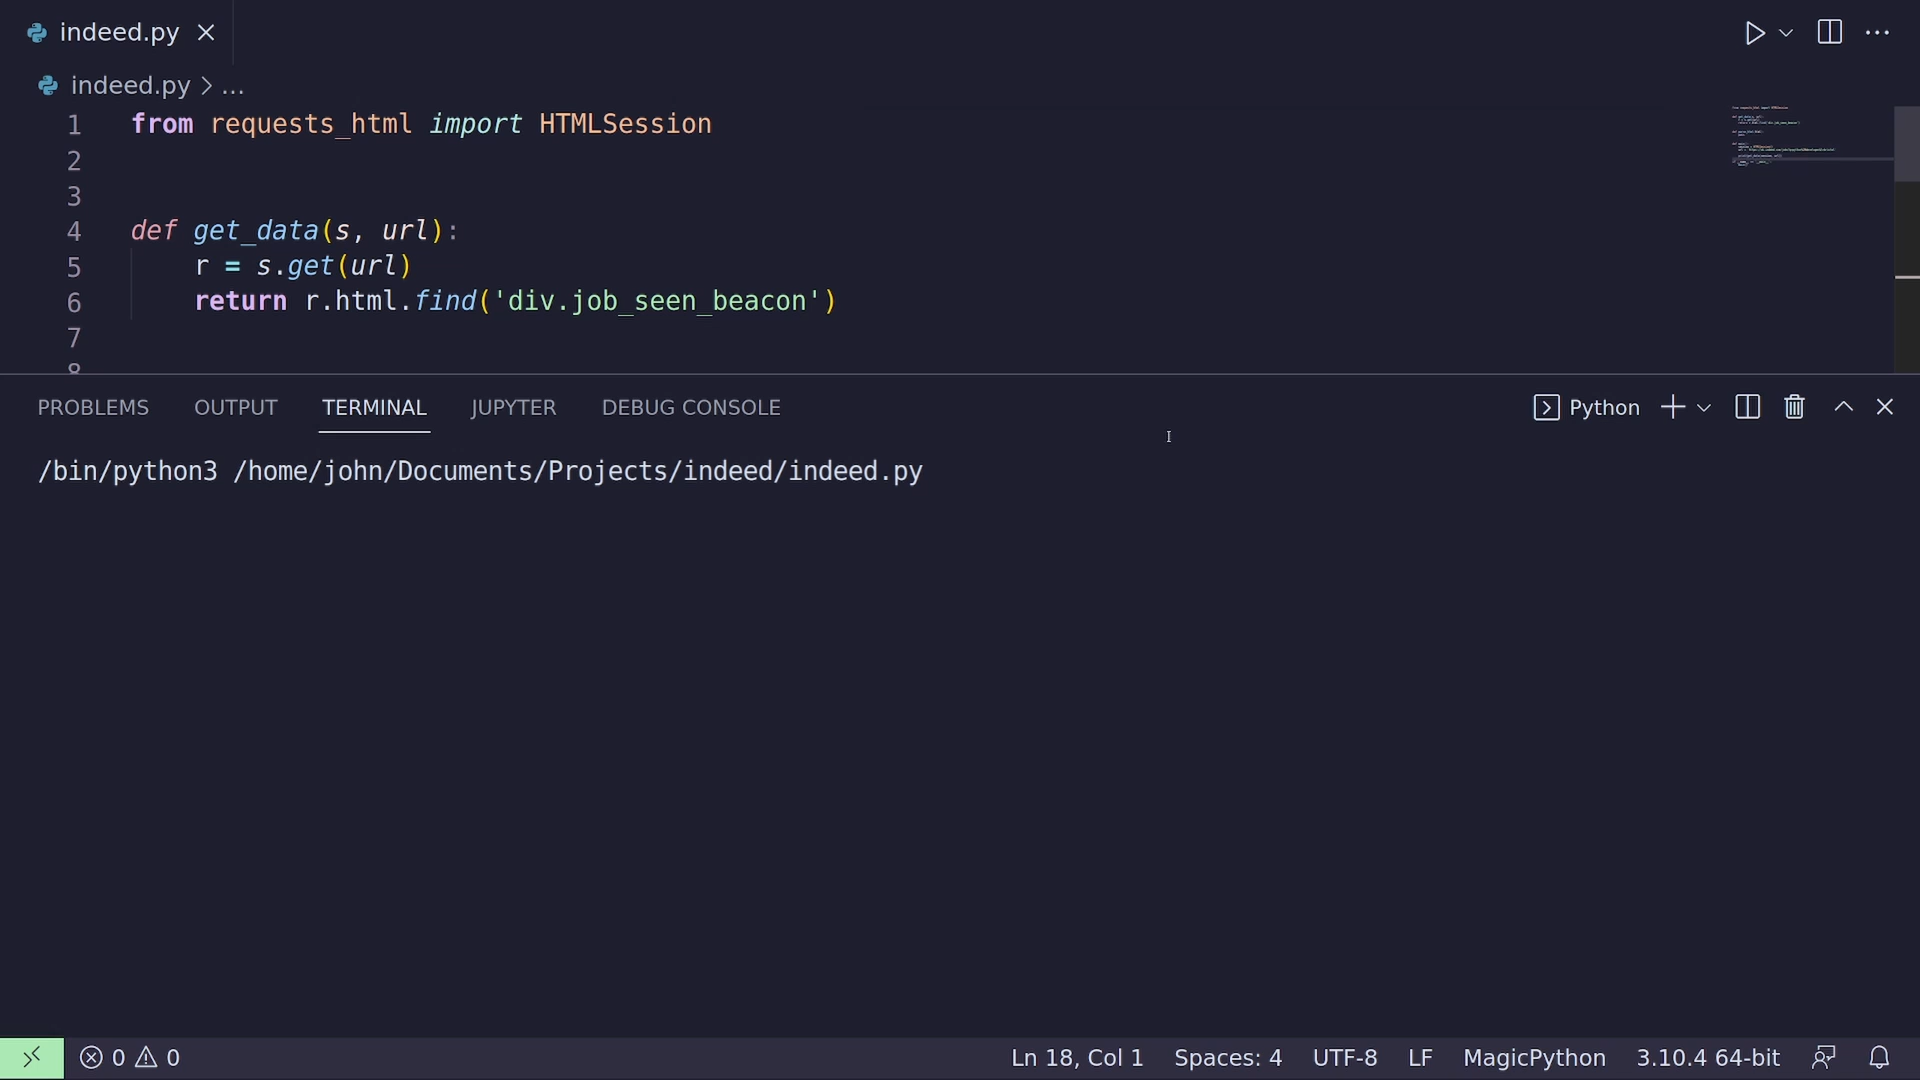 indeed.py
indeed.py > ...
1 from requests_html import HTMLSession
2
3
4 def get_data(s, url):
5     r = s.get(url)
6     return r.html.find('div.job_seen_beacon')
7
8
PROBLEMS OUTPUT TERMINAL JUPYTER DEBUG CONSOLE Python
/bin/python3 /home/john/Documents/Projects/indeed/indeed.py
0 0 Ln 18, Col 1 Spaces: 4 UTF-8 LF MagicPython 3.10.4 64-bit